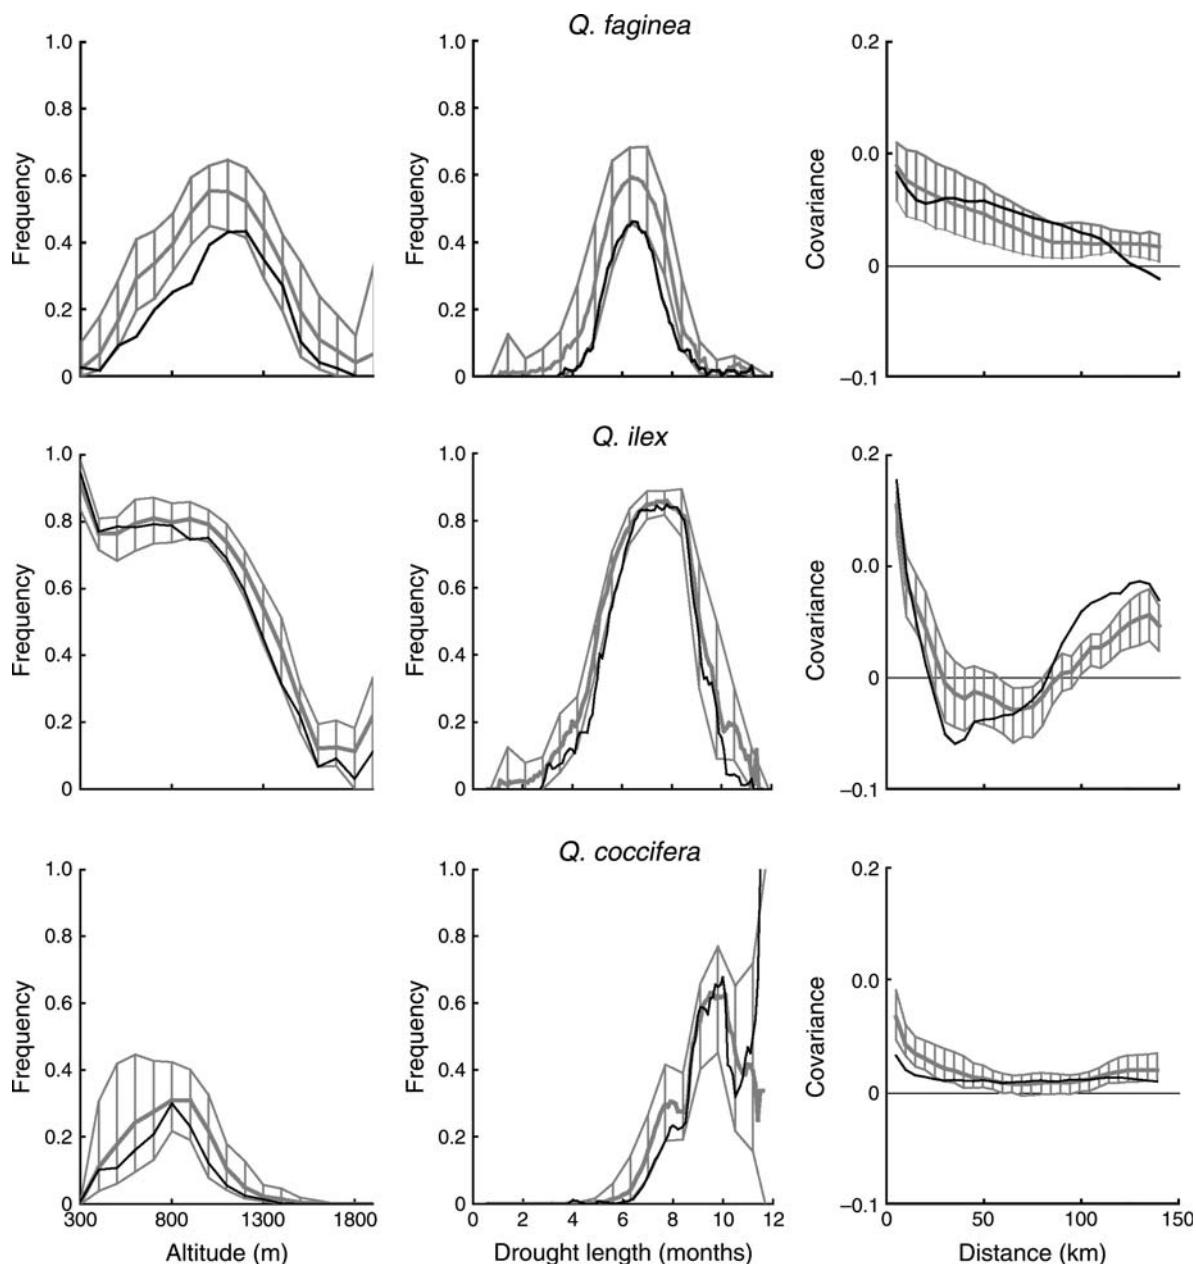 Q. faginea
1.0 0.8 0.6 0.4 0.2 0
Frequency
1.0 0.8 0.6 0.4 0.2 0
Frequency
0.2 0.0 0 –0.1
Covariance
Q. ilex
1.0 0.8 0.6 0.4 0.2 0
Frequency
1.0 0.8 0.6 0.4 0.2 0
Frequency
0.2 0.0 0 –0.1
Covariance
Q. coccifera
1.0 0.8 0.6 0.4 0.2 0
Frequency
300 800 1300 1800
Altitude (m)
1.0 0.8 0.6 0.4 0.2 0
Frequency
0 2 4 6 8 10 12
Drought length (months)
0.2 0.0 0 –0.1
Covariance
0 50 100 150
Distance (km)